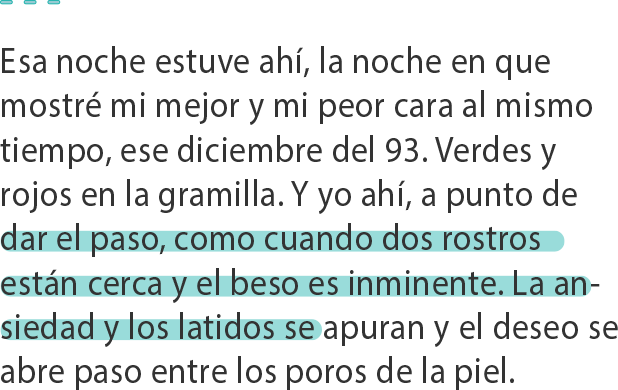 Esa noche estuve ahí, la noche en que
mostré mi mejor y mi peor cara al mismo
tiempo, ese diciembre del 93. Verdes y
rojos en la gramilla. Y yo ahí, a punto de
dar el paso, como cuando dos rostros
están cerca y el beso es inminente. La an-
siedad y los latidos se apuran y el deseo se
abre paso entre los poros de la piel.